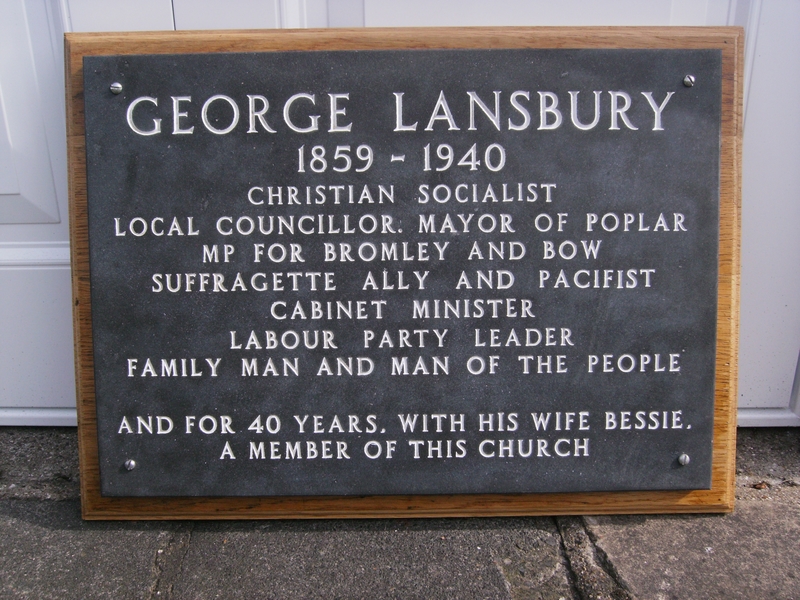 GEORGE LANSBURY
1859 - 1940
CHRISTIAN SOCIALIST
LOCAL COUNCILLOR. MAYOR OF POPLAR
MP FOR BROMLEY AND BOW
SUFFRAGETTE ALLY AND PACIFIST
CABINET MINISTER
LABOUR PARTY LEADER
FAMILY MAN AND MAN OF THE PEOPLE
AND FOR 40 YEARS, WITH HIS WIFE BESSIE,
A MEMBER OF THIS CHURCH